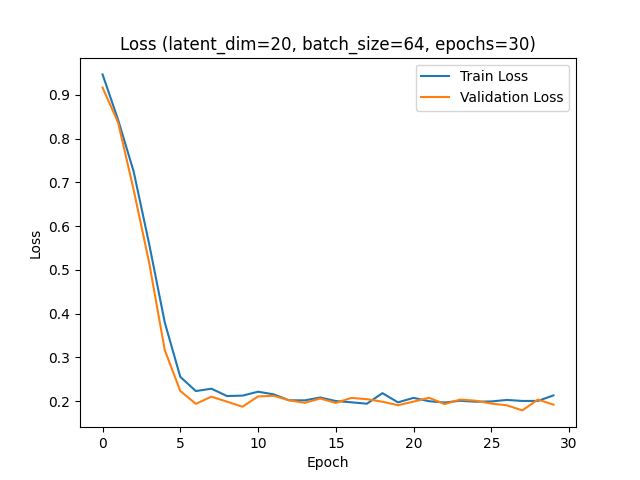 Loss (latent_dim=20, batch_size=64, epochs=30)
Train Loss
Validation Loss
Loss
0.9
0.8
0.7
0.6
0.5
0.4
0.3
0.2
0 5 10 15 20 25 30
Epoch